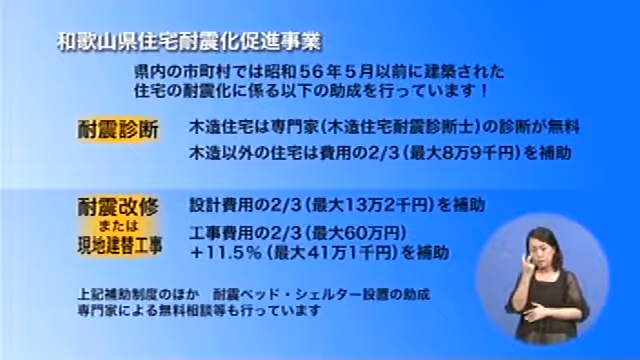 和歌山県住宅耐震化促進事業
県内の市町村では昭和56年5月以前に建築された
住宅の耐震化に係る以下の助成を行っています！
耐震診断
木造住宅は専門家(木造住宅耐震診断士)の診断が無料
木造以外の住宅は費用の2/3(最大8万9千円)を補助
耐震改修
または
現地建替工事
設計費用の2/3(最大13万2千円)を補助
工事費用の2/3(最大60万円)
＋11.5%(最大41万1千円)を補助
上記補助制度のほか　耐震ベッド・シェルター設置の助成
専門家による無料相談等も行っています